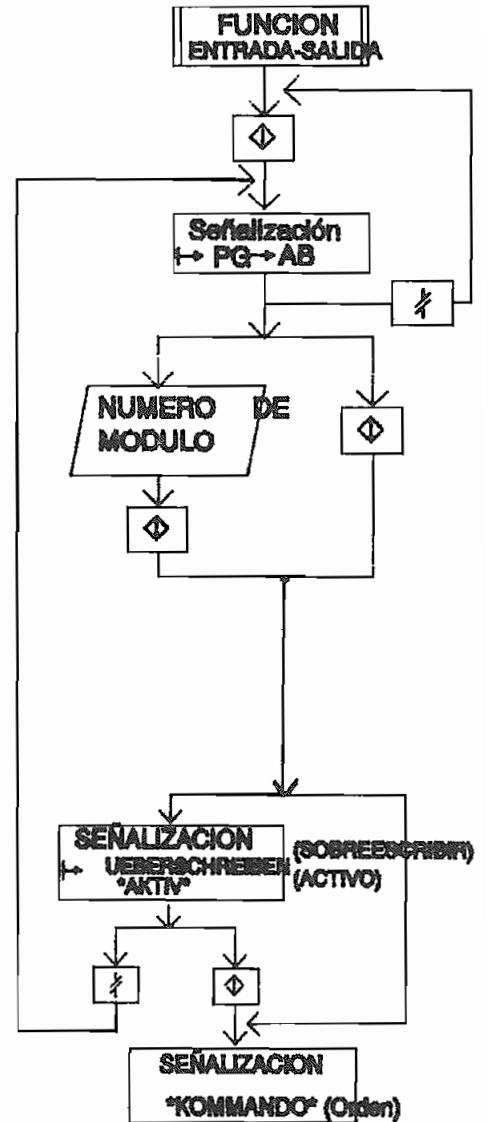 FUNCION
ENTRADA-SALIDA
Señalización
PG→AB
NUMERO DE
MODULO
SEÑALIZACION
UEBERSCHREIBEN (SOBREESCRIBIR)
"AKTIV" (ACTIVO)
SEÑALIZACION
"KOMMANDO" (Orden)